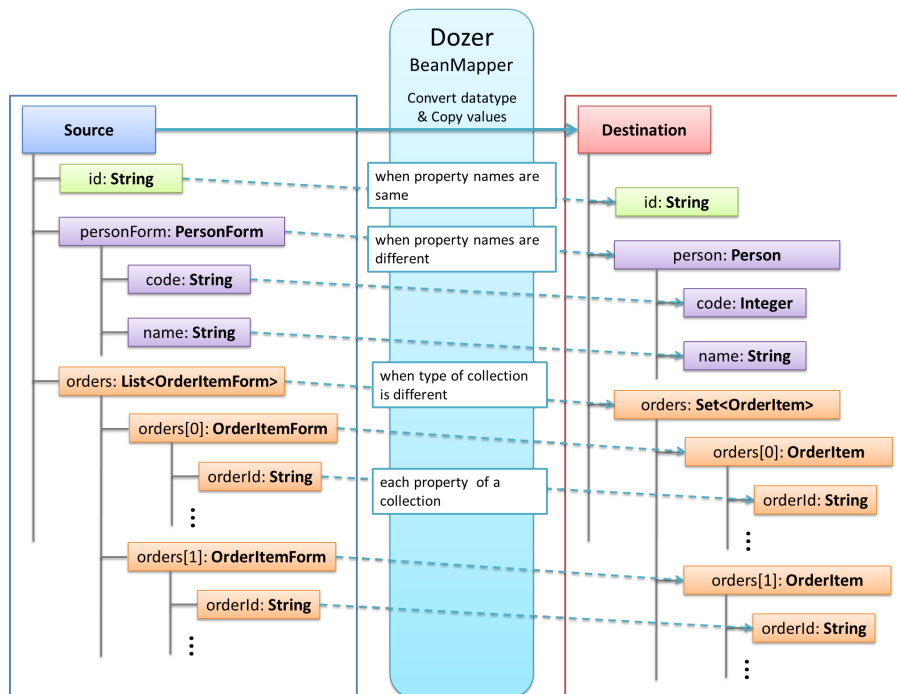 Dozer
BeanMapper
Convert datatype
& Copy values
Source
Destination
id: String
when property names are
same
id: String
personForm: PersonForm
when property names are
different
person: Person
code: String
code: Integer
name: String
name: String
orders: List<OrderItemForm>
when type of collection
is different
orders: Set<OrderItem>
orders[0]: OrderItemForm
orders[0]: OrderItem
orderId: String
each property of a
collection
orderId: String
orders[1]: OrderItemForm
orders[1]: OrderItem
orderId: String
orderId: String